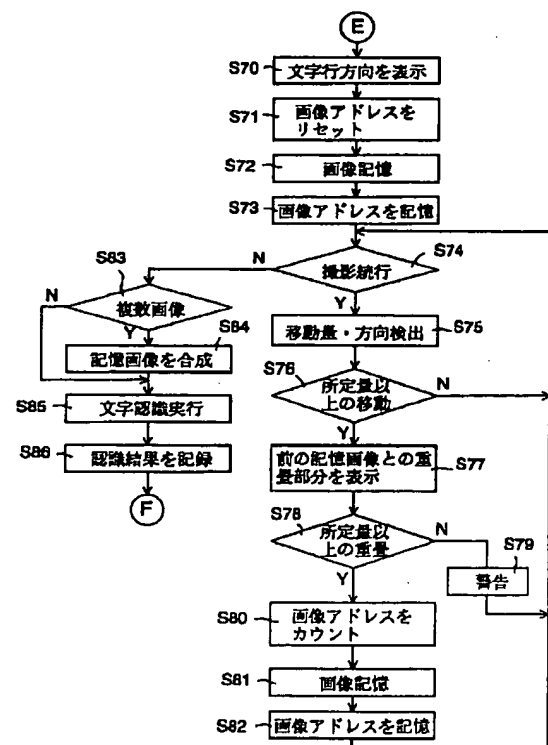 E
S70
文字行方向を表示
S71
画像アドレスを
リセット
S72
画像記憶
S73
画像アドレスを記憶
S74
撮影続行
N
Y
S83
複数画像
N
Y
S84
記憶画像を合成
S85
文字認識実行
S86
認識結果を記録
F
S75
移動量・方向検出
S76
所定量以
上の移動
N
Y
S77
前の記憶画像との重
畳部分を表示
S78
所定量以
上の重畳
N
Y
S79
警告
S80
画像アドレスを
カウント
S81
画像記憶
S82
画像アドレスを記憶